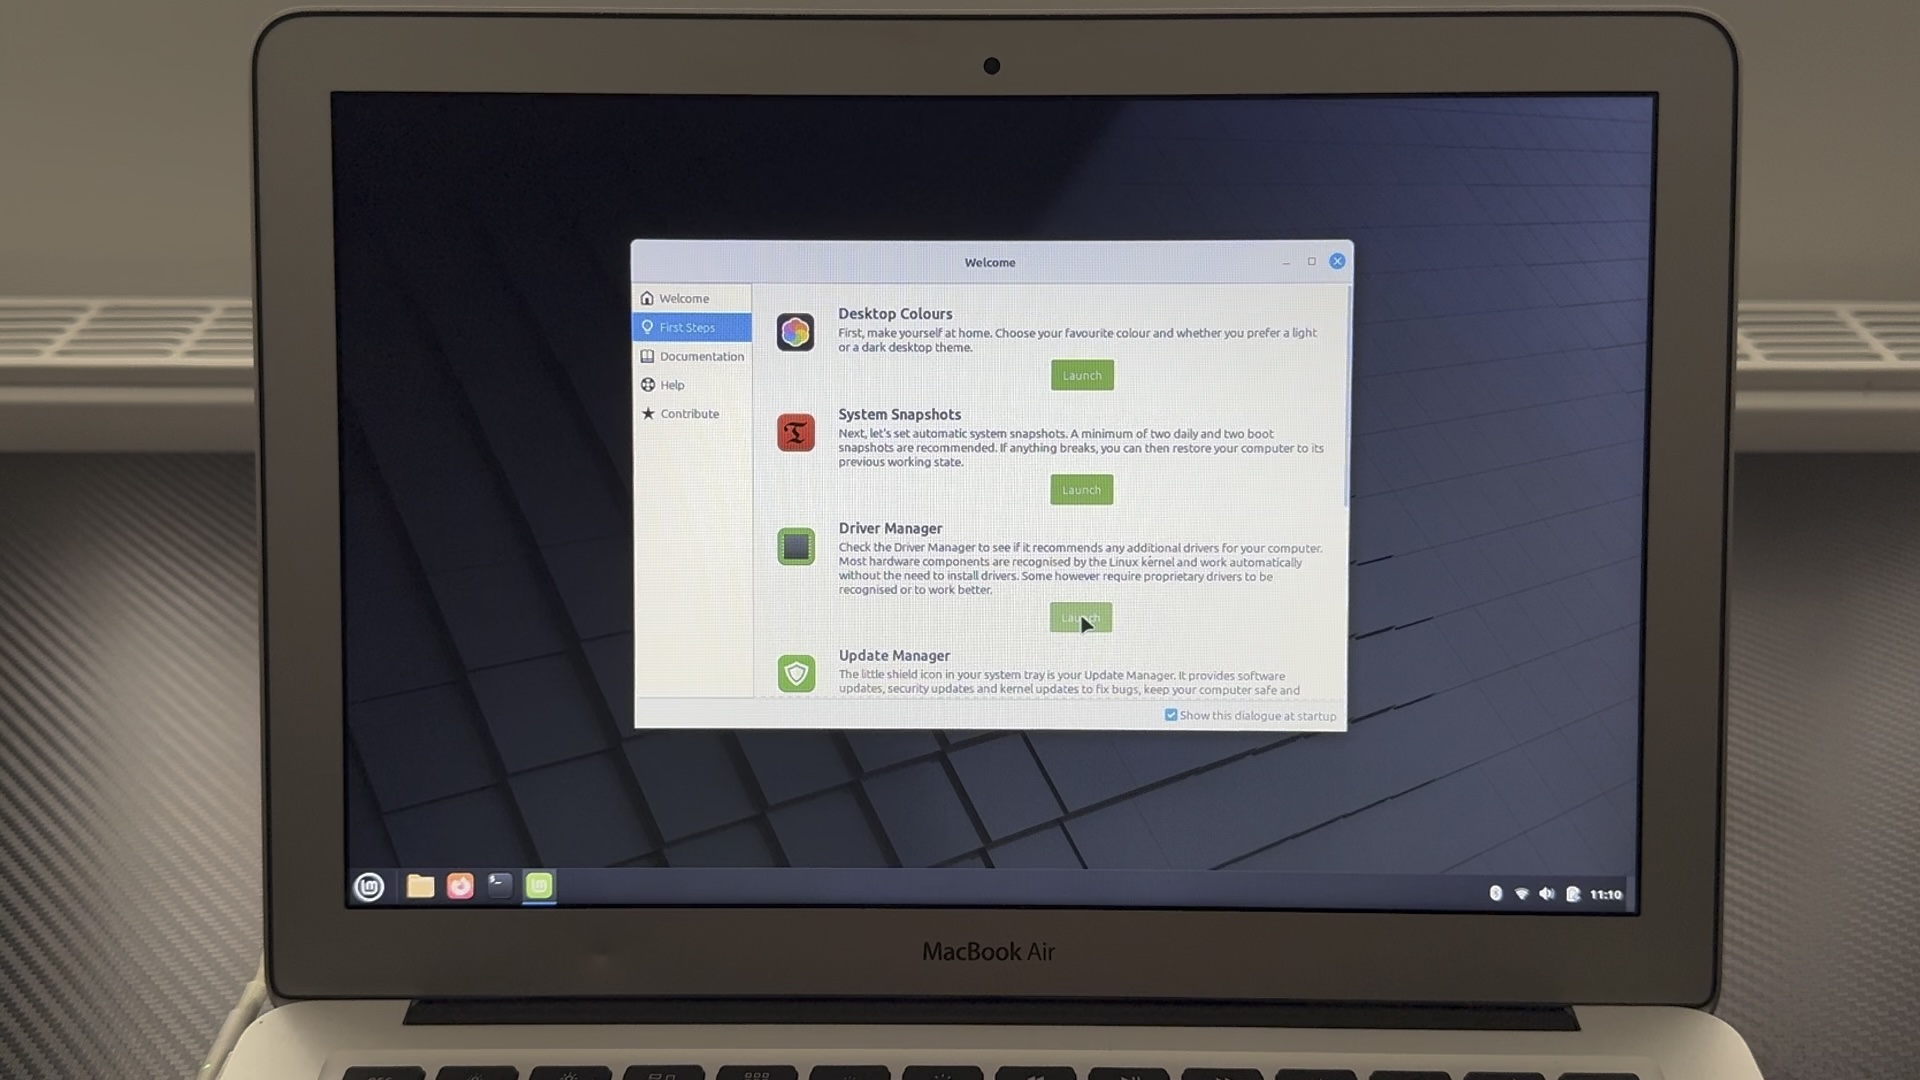 Welcome
Welcome
First Steps
Documentation
Help
Contribute
Desktop Colours
First, make yourself at home. Choose your favourite colour and whether you prefer a light
or a dark desktop theme.
Launch
System Snapshots
Next, let's set automatic system snapshots. A minimum of two daily and two boot
snapshots are recommended. If anything breaks, you can then restore your computer to its
previous working state.
Launch
Driver Manager
Check the Driver Manager to see if it recommends any additional drivers for your computer.
Most hardware components are recognised by the Linux kernel and work automatically
without the need to install drivers. Some however require proprietary drivers to be
recognised or to work better.
Launch
Update Manager
The little shield icon in your system tray is your Update Manager. It provides software
updates, security updates and kernel updates to fix bugs, keep your computer safe and
Show this dialogue at startup
11:10
MacBook Air